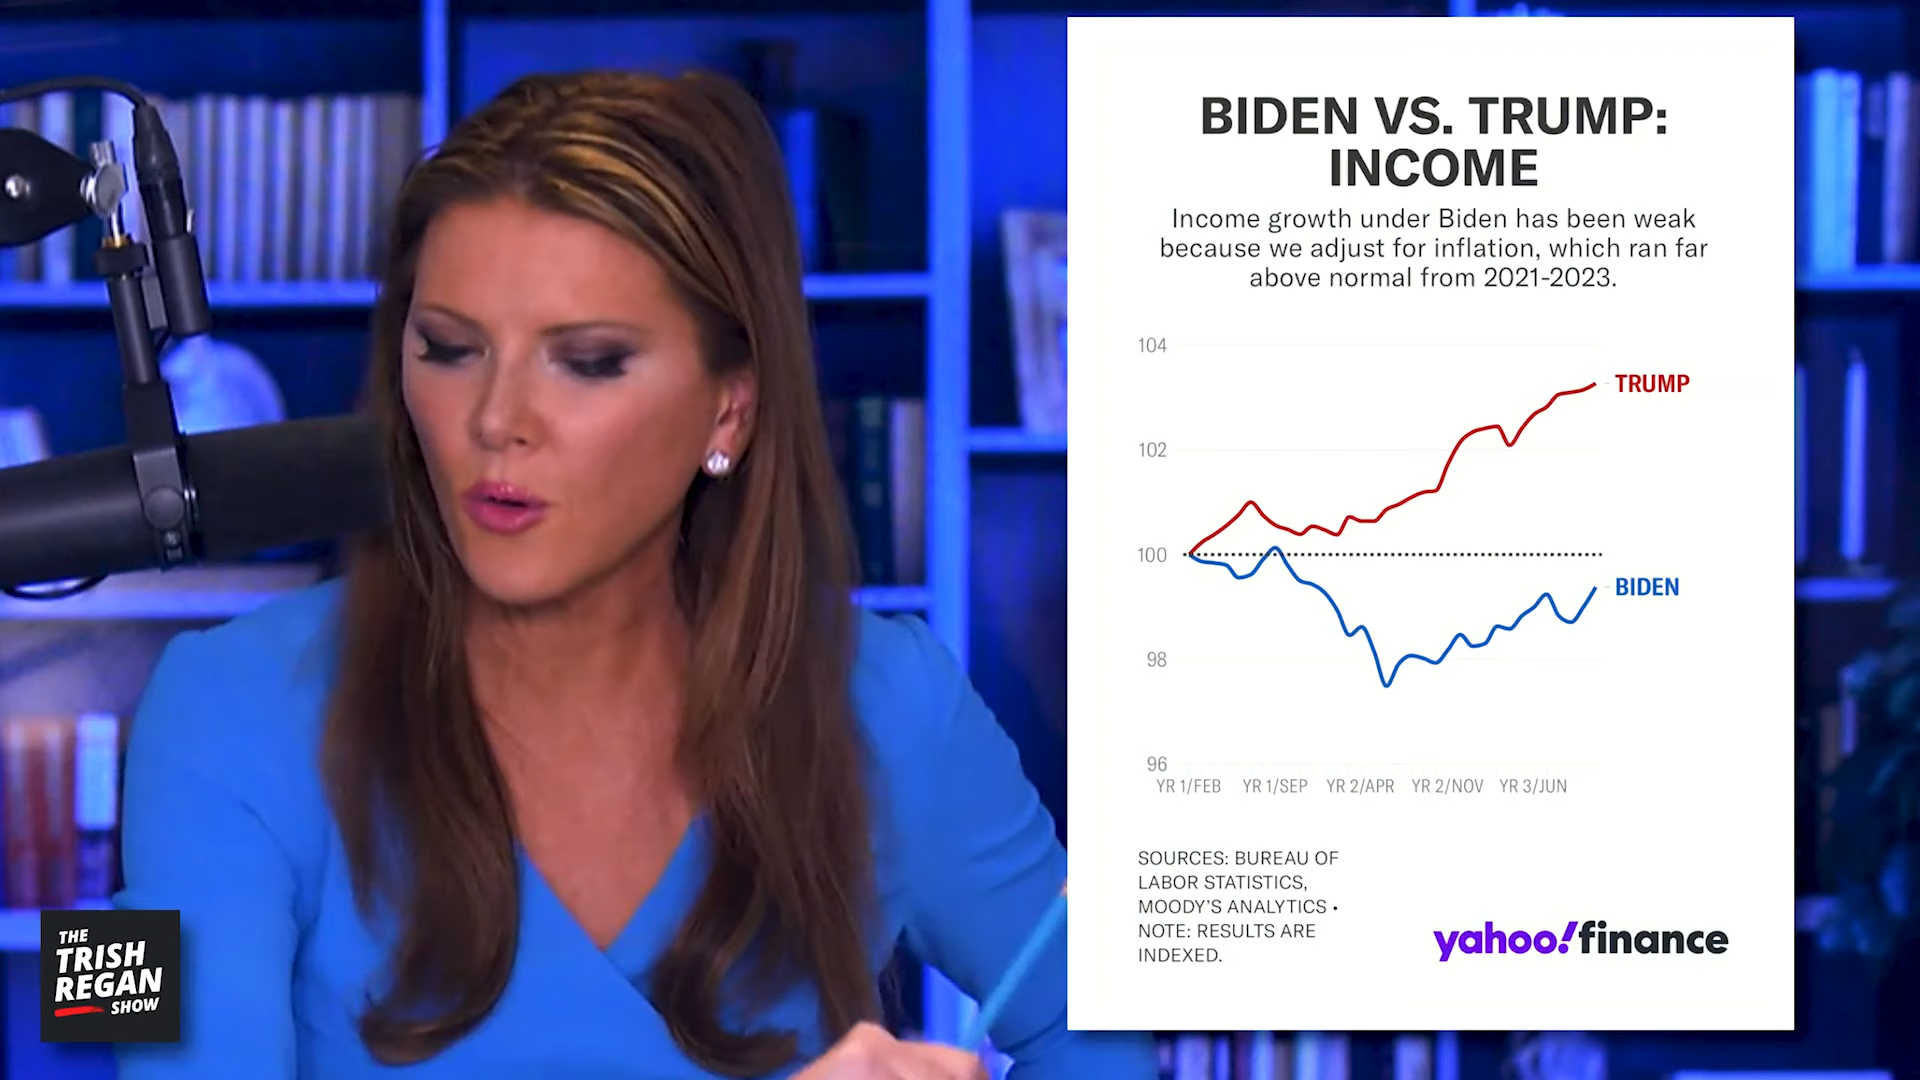 BIDEN VS. TRUMP:
INCOME
Income growth under Biden has been weak
because we adjust for inflation, which ran far
above normal from 2021-2023.
104
TRUMP
102
100
BIDEN
98
96
YR 1/FEB YR 1/SEP YR 2/APR YR 2/NOV YR 3/JUN
SOURCES: BUREAU OF
LABOR STATISTICS,
MOODY'S ANALYTICS •
NOTE: RESULTS ARE
INDEXED.
yahoo!finance
THE
TRISH
REGAN
SHOW